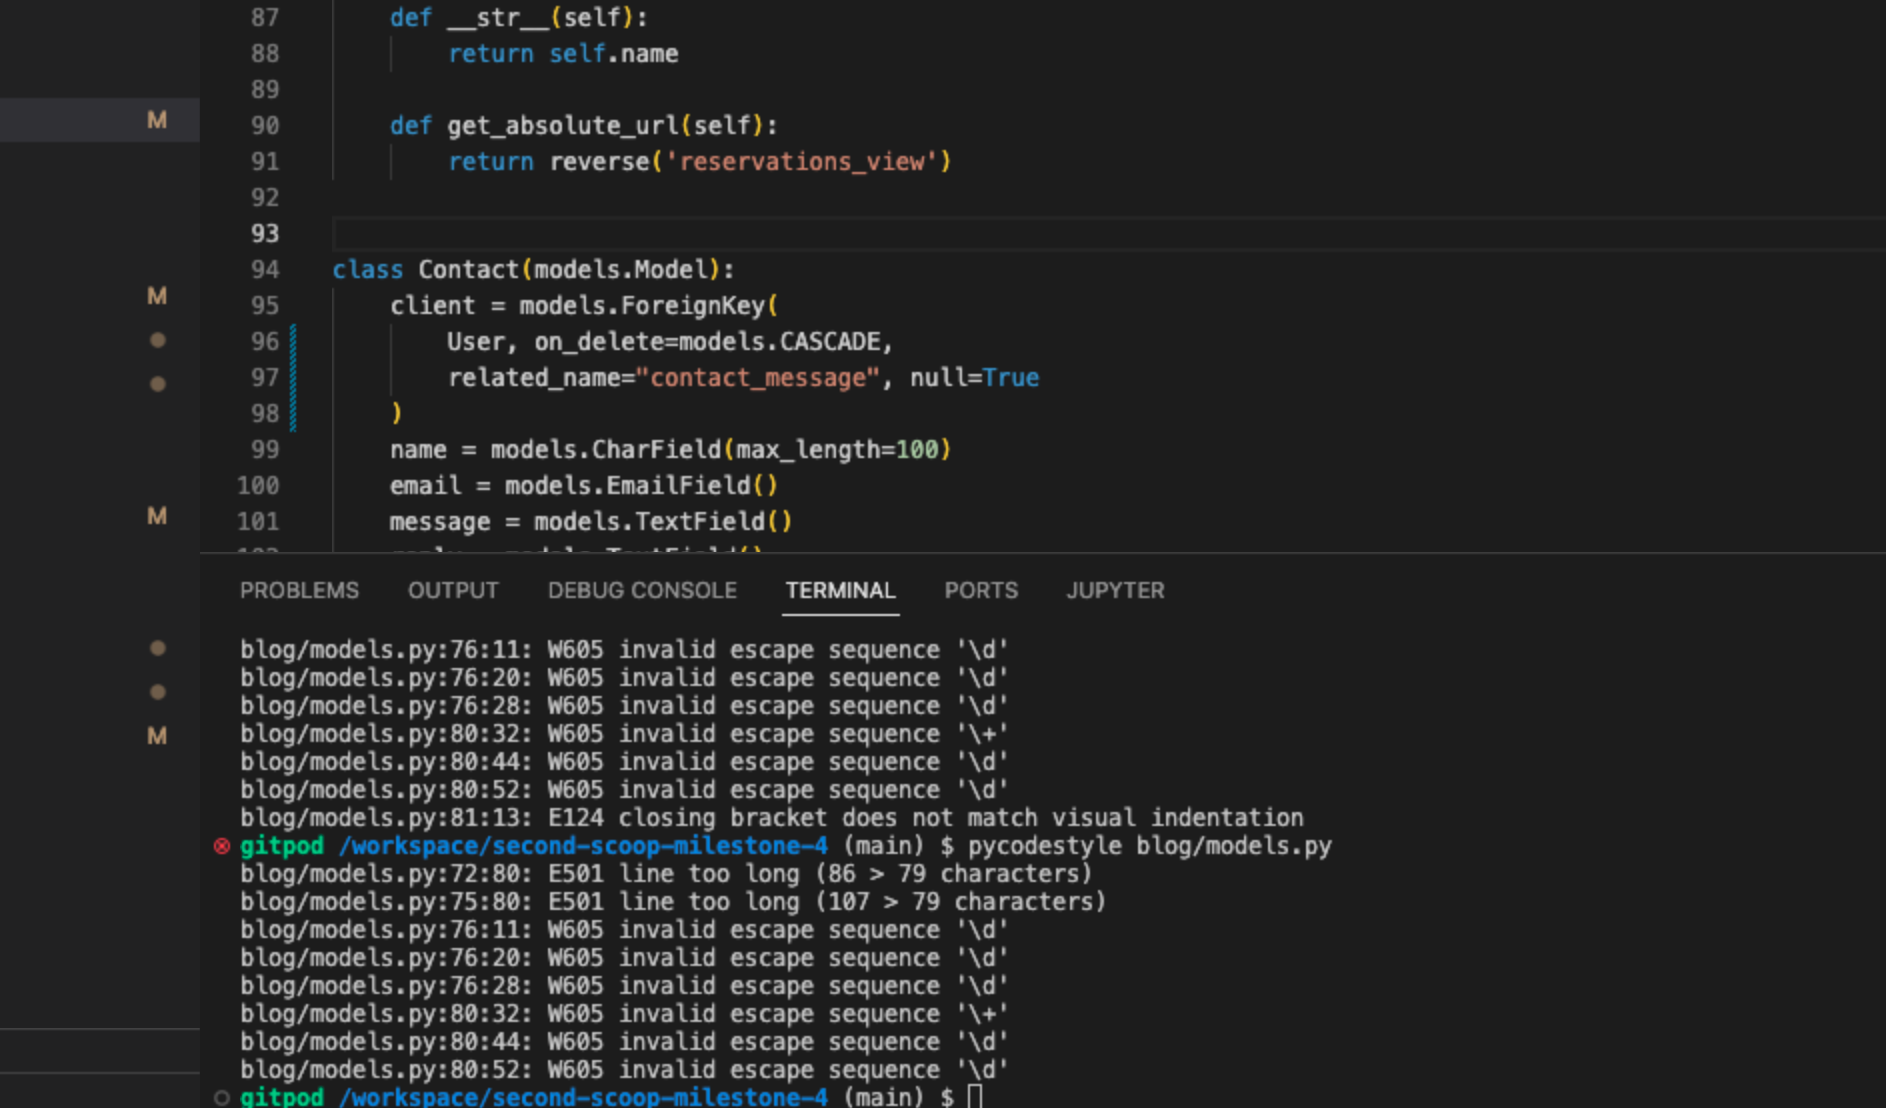 87 def __str__(self):
88 return self.name
89
90 def get_absolute_url(self):
91 return reverse('reservations_view')
92
93
94 class Contact(models.Model):
95 client = models.ForeignKey(
96 User, on_delete=models.CASCADE,
97 related_name="contact_message", null=True
98 )
99 name = models.CharField(max_length=100)
100 email = models.EmailField()
101 message = models.TextField()
M
M
M
M
PROBLEMS OUTPUT DEBUG CONSOLE TERMINAL PORTS JUPYTER
blog/models.py:76:11: W605 invalid escape sequence '\d'
blog/models.py:76:20: W605 invalid escape sequence '\d'
blog/models.py:76:28: W605 invalid escape sequence '\d'
blog/models.py:80:32: W605 invalid escape sequence '\+'
blog/models.py:80:44: W605 invalid escape sequence '\d'
blog/models.py:80:52: W605 invalid escape sequence '\d'
blog/models.py:81:13: E124 closing bracket does not match visual indentation
gitpod /workspace/second-scoop-milestone-4 (main) $ pycodestyle blog/models.py
blog/models.py:72:80: E501 line too long (86 > 79 characters)
blog/models.py:75:80: E501 line too long (107 > 79 characters)
blog/models.py:76:11: W605 invalid escape sequence '\d'
blog/models.py:76:20: W605 invalid escape sequence '\d'
blog/models.py:76:28: W605 invalid escape sequence '\d'
blog/models.py:80:32: W605 invalid escape sequence '\+'
blog/models.py:80:44: W605 invalid escape sequence '\d'
blog/models.py:80:52: W605 invalid escape sequence '\d'
gitpod /workspace/second-scoop-milestone-4 (main) $